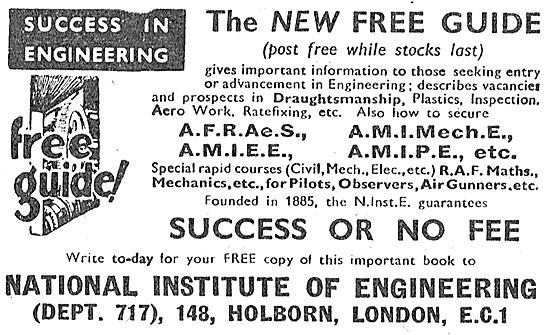 SUCCESS IN
ENGINEERING
free
guide!
The NEW FREE GUIDE
(post free while stocks last)
gives important information to those seeking entry
or advancement in Engineering; describes vacancies
and prospects in Draughtsmanship, Plastics, Inspection,
Aero Work, Ratefixing, etc. Also how to secure
A.F.R.Ae.S., A.M.I.Mech.E.,
A.M.I.E.E., A.M.I.P.E., etc.
Special rapid courses (Civil, Mech., Elec., etc.) R.A.F. Maths.,
Mechanics, etc., for Pilots, Observers, Air Gunners, etc.
Founded in 1885, the N.Inst.E. guarantees
SUCCESS OR NO FEE
Write to-day for your FREE copy of this important book to
NATIONAL INSTITUTE OF ENGINEERING
(DEPT. 717), 148, HOLBORN, LONDON, E.C.1